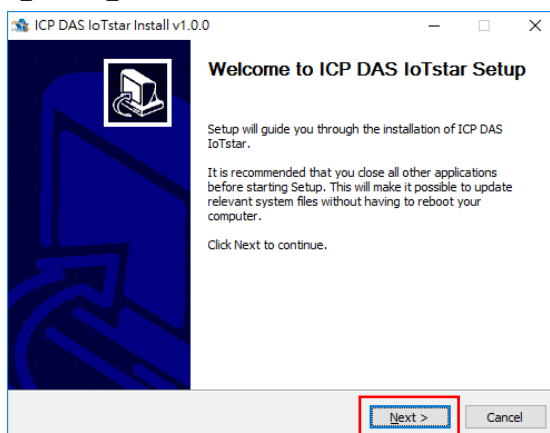 ICP DAS IoTstar Install v1.0.0
Welcome to ICP DAS IoTstar Setup
Setup will guide you through the installation of ICP DAS
IoTstar.
It is recommended that you close all other applications
before starting Setup. This will make it possible to update
relevant system files without having to reboot your
computer.
Click Next to continue.
Next >
Cancel